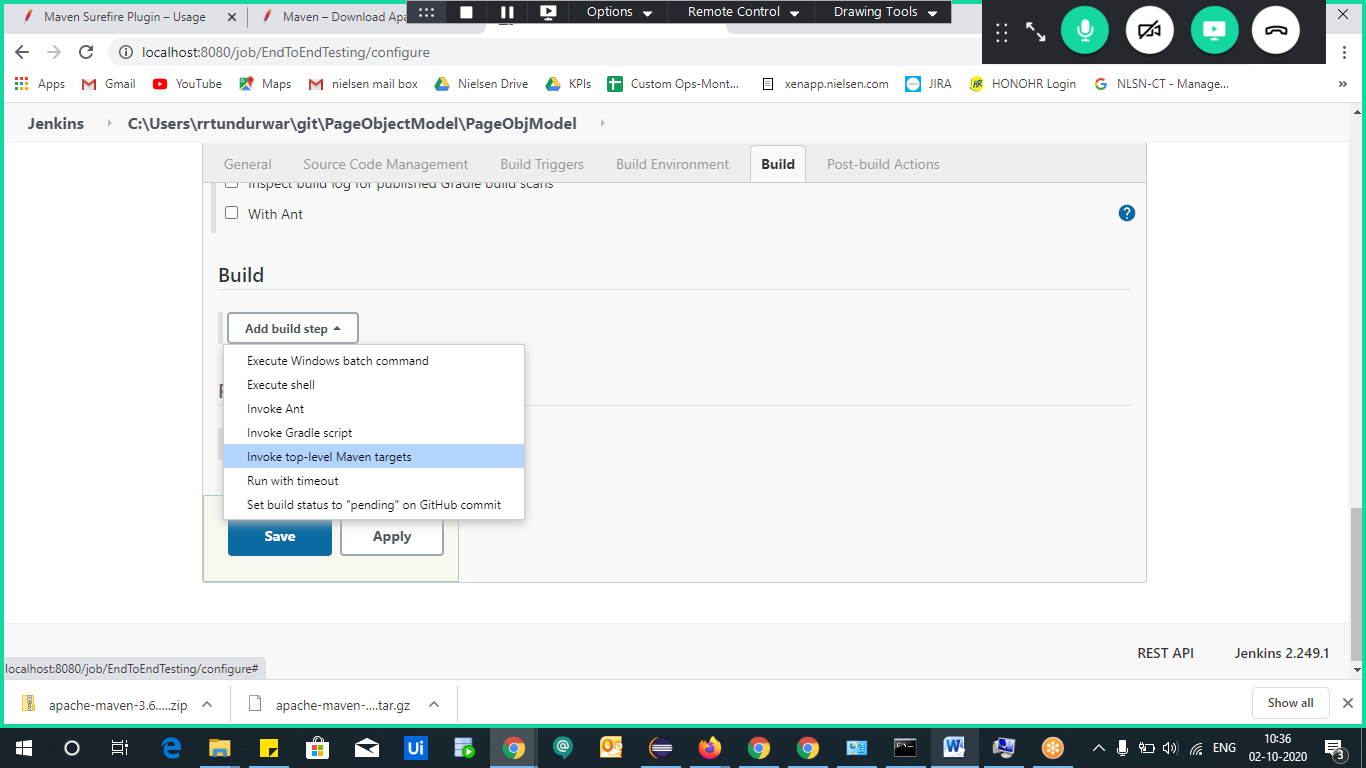 Maven Surefire Plugin – Usage
Maven – Download Apa
Options
Remote Control
Drawing Tools
localhost:8080/job/EndToEndTesting/configure
Apps
Gmail
YouTube
Maps
nielsen mail box
Nielsen Drive
KPIs
Custom Ops-Mont...
xenapp.nielsen.com
JIRA
HONOHR Login
NLSN-CT - Manage...
Jenkins
C:\Users\rrtundurwar\git\PageObjectModel\PageObjModel
General
Source Code Management
Build Triggers
Build Environment
Build
Post-build Actions
Inspect build log for published Gradle build scans
With Ant
Build
Add build step
Execute Windows batch command
Execute shell
Invoke Ant
Invoke Gradle script
Invoke top-level Maven targets
Run with timeout
Set build status to "pending" on GitHub commit
Save
Apply
REST API
Jenkins 2.249.1
localhost:8080/job/EndToEndTesting/configure#
apache-maven-3.6.....zip
apache-maven-....tar.gz
Show all
Ui
ENG
10:36
02-10-2020
3